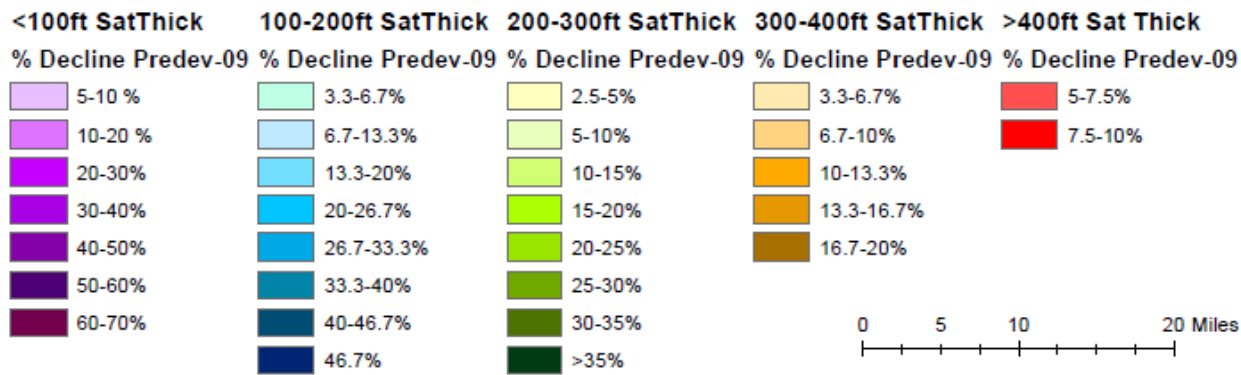 <100ft SatThick
% Decline Predev-09
5-10 %
10-20 %
20-30%
30-40%
40-50%
50-60%
60-70%
100-200ft SatThick
% Decline Predev-09
3.3-6.7%
6.7-13.3%
13.3-20%
20-26.7%
26.7-33.3%
33.3-40%
40-46.7%
46.7%
200-300ft SatThick
% Decline Predev-09
2.5-5%
5-10%
10-15%
15-20%
20-25%
25-30%
30-35%
>35%
300-400ft SatThick
% Decline Predev-09
3.3-6.7%
6.7-10%
10-13.3%
13.3-16.7%
16.7-20%
>400ft Sat Thick
% Decline Predev-09
5-7.5%
7.5-10%
0 5 10 20 Miles